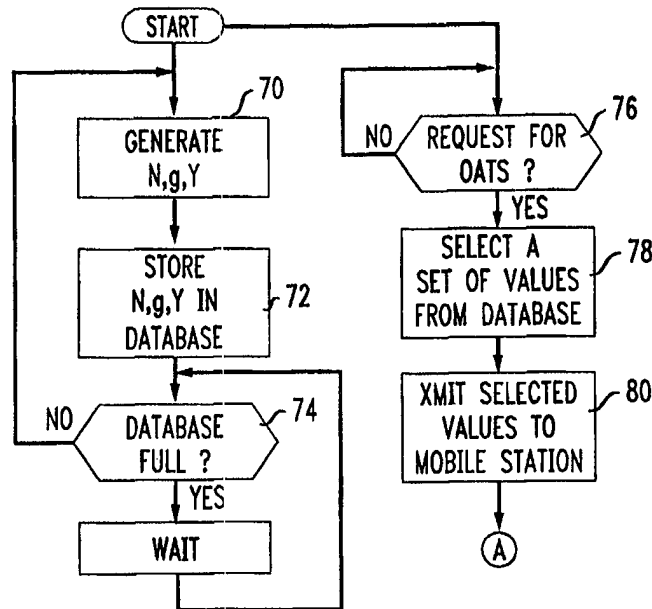 START
70
GENERATE
N,g,Y
STORE
N,g,Y IN
DATABASE
72
NO
DATABASE
FULL ?
74
YES
WAIT
NO
REQUEST FOR
OATS ?
76
YES
SELECT A
SET OF VALUES
FROM DATABASE
78
XMIT SELECTED
VALUES TO
MOBILE STATION
80
A